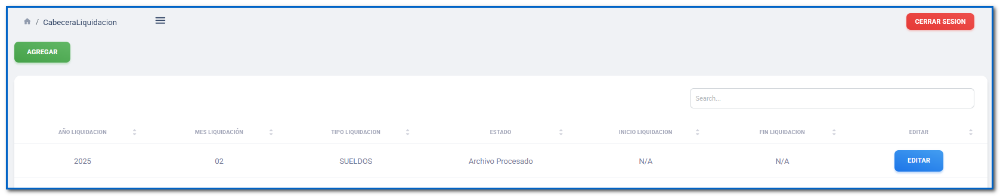 / CabeceraLiquidacion
CERRAR SESION
AGREGAR
Search...
AÑO LIQUIDACION MES LIQUIDACIÓN TIPO LIQUIDACION ESTADO INICIO LIQUIDACION FIN LIQUIDACION EDITAR
2025 02 SUELDOS Archivo Procesado N/A N/A EDITAR